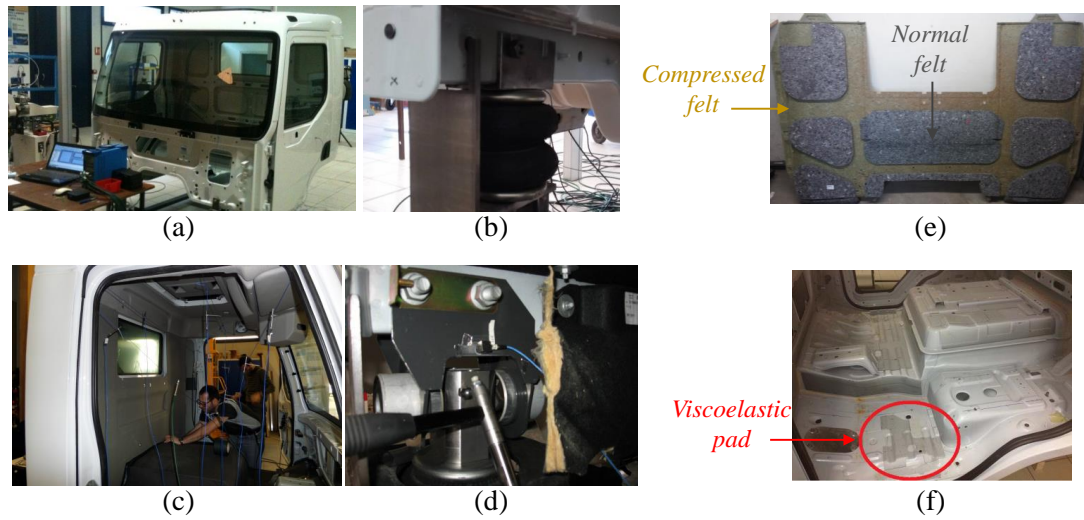 Compressed
felt
Normal
felt
(a)
(b)
(e)
Viscoelastic
pad
(c)
(d)
(f)